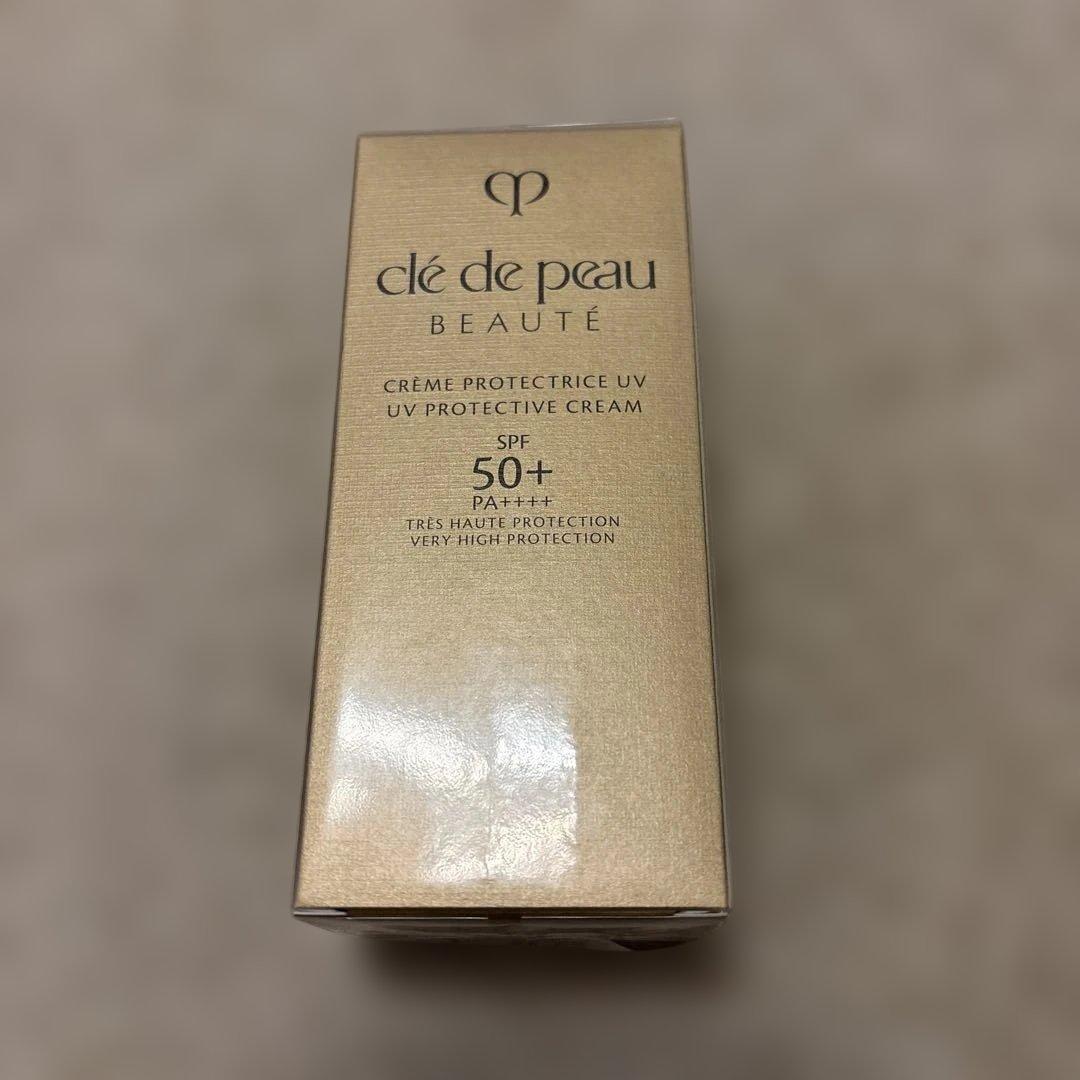 clé de peau
BEAUTÉ
CRÈME PROTECTRICE UV
UV PROTECTIVE CREAM
SPF
50+
PA++++
TRÈS HAUTE PROTECTION
VERY HIGH PROTECTION